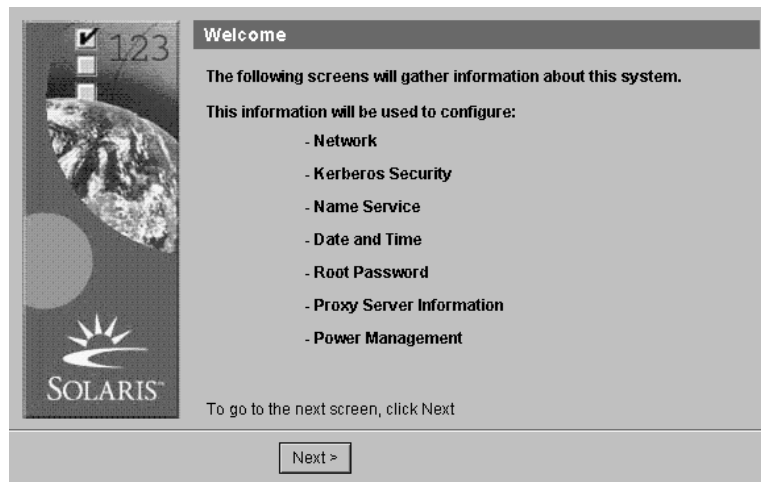 123
Welcome
The following screens will gather information about this system.
This information will be used to configure:
- Network
- Kerberos Security
- Name Service
- Date and Time
- Root Password
- Proxy Server Information
- Power Management
SOLARIS™
To go to the next screen, click Next
Next >